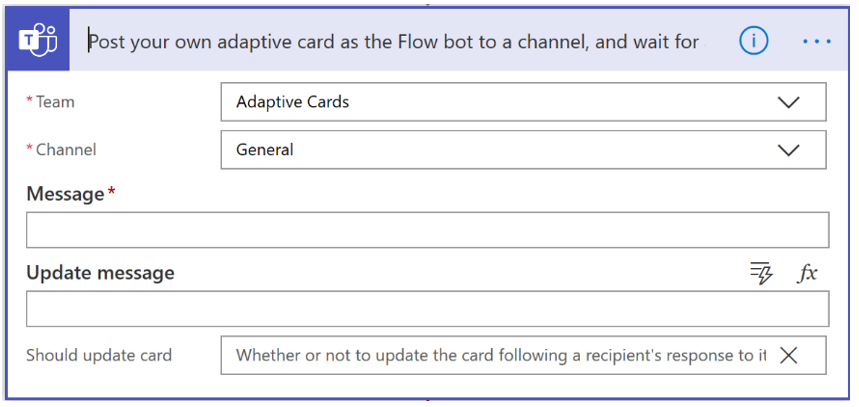 Post your own adaptive card as the Flow bot to a channel, and wait for
* Team Adaptive Cards
* Channel General
Message*
Update message fx
Should update card Whether or not to update the card following a recipient's response to it